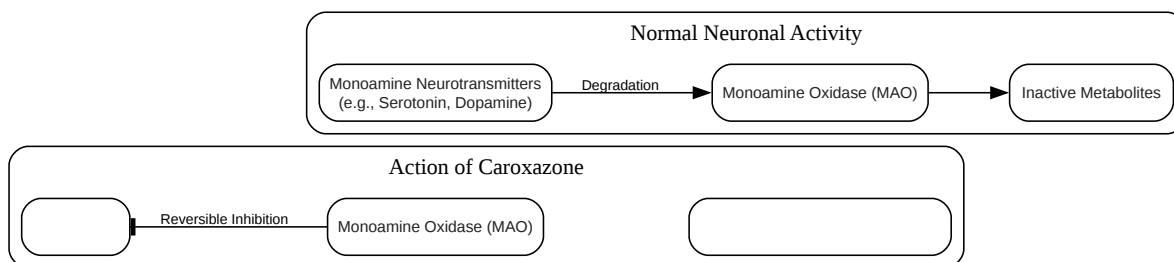 Normal Neuronal Activity
Monoamine Neurotransmitters
(e.g., Serotonin, Dopamine)
Degradation
Monoamine Oxidase (MAO)
Inactive Metabolites
Action of Caroxazone
Reversible Inhibition
Monoamine Oxidase (MAO)